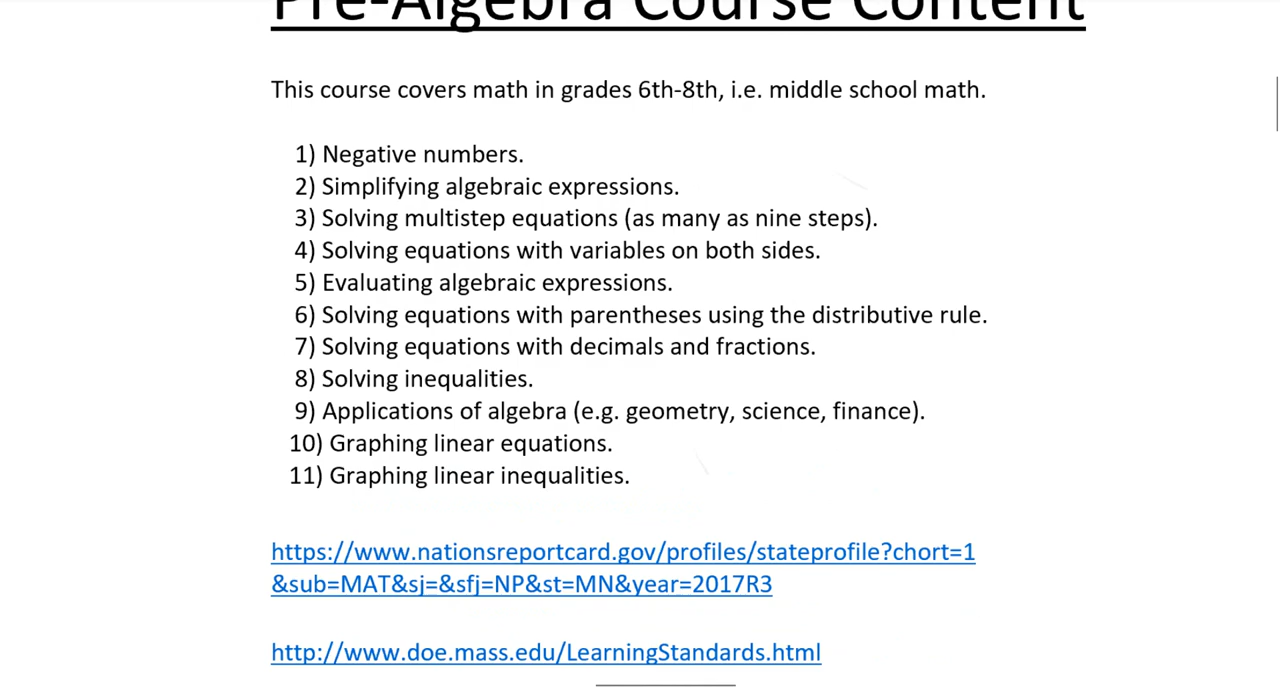 Pre-Algebra Course Content
This course covers math in grades 6th-8th, i.e. middle school math.
1) Negative numbers.
2) Simplifying algebraic expressions.
3) Solving multistep equations (as many as nine steps).
4) Solving equations with variables on both sides.
5) Evaluating algebraic expressions.
6) Solving equations with parentheses using the distributive rule.
7) Solving equations with decimals and fractions.
8) Solving inequalities.
9) Applications of algebra (e.g. geometry, science, finance).
10) Graphing linear equations.
11) Graphing linear inequalities.
https://www.nationsreportcard.gov/profiles/stateprofile?chort=1
&sub=MAT&sj=&sfj=NP&st=MN&year=2017R3
http://www.doe.mass.edu/LearningStandards.html